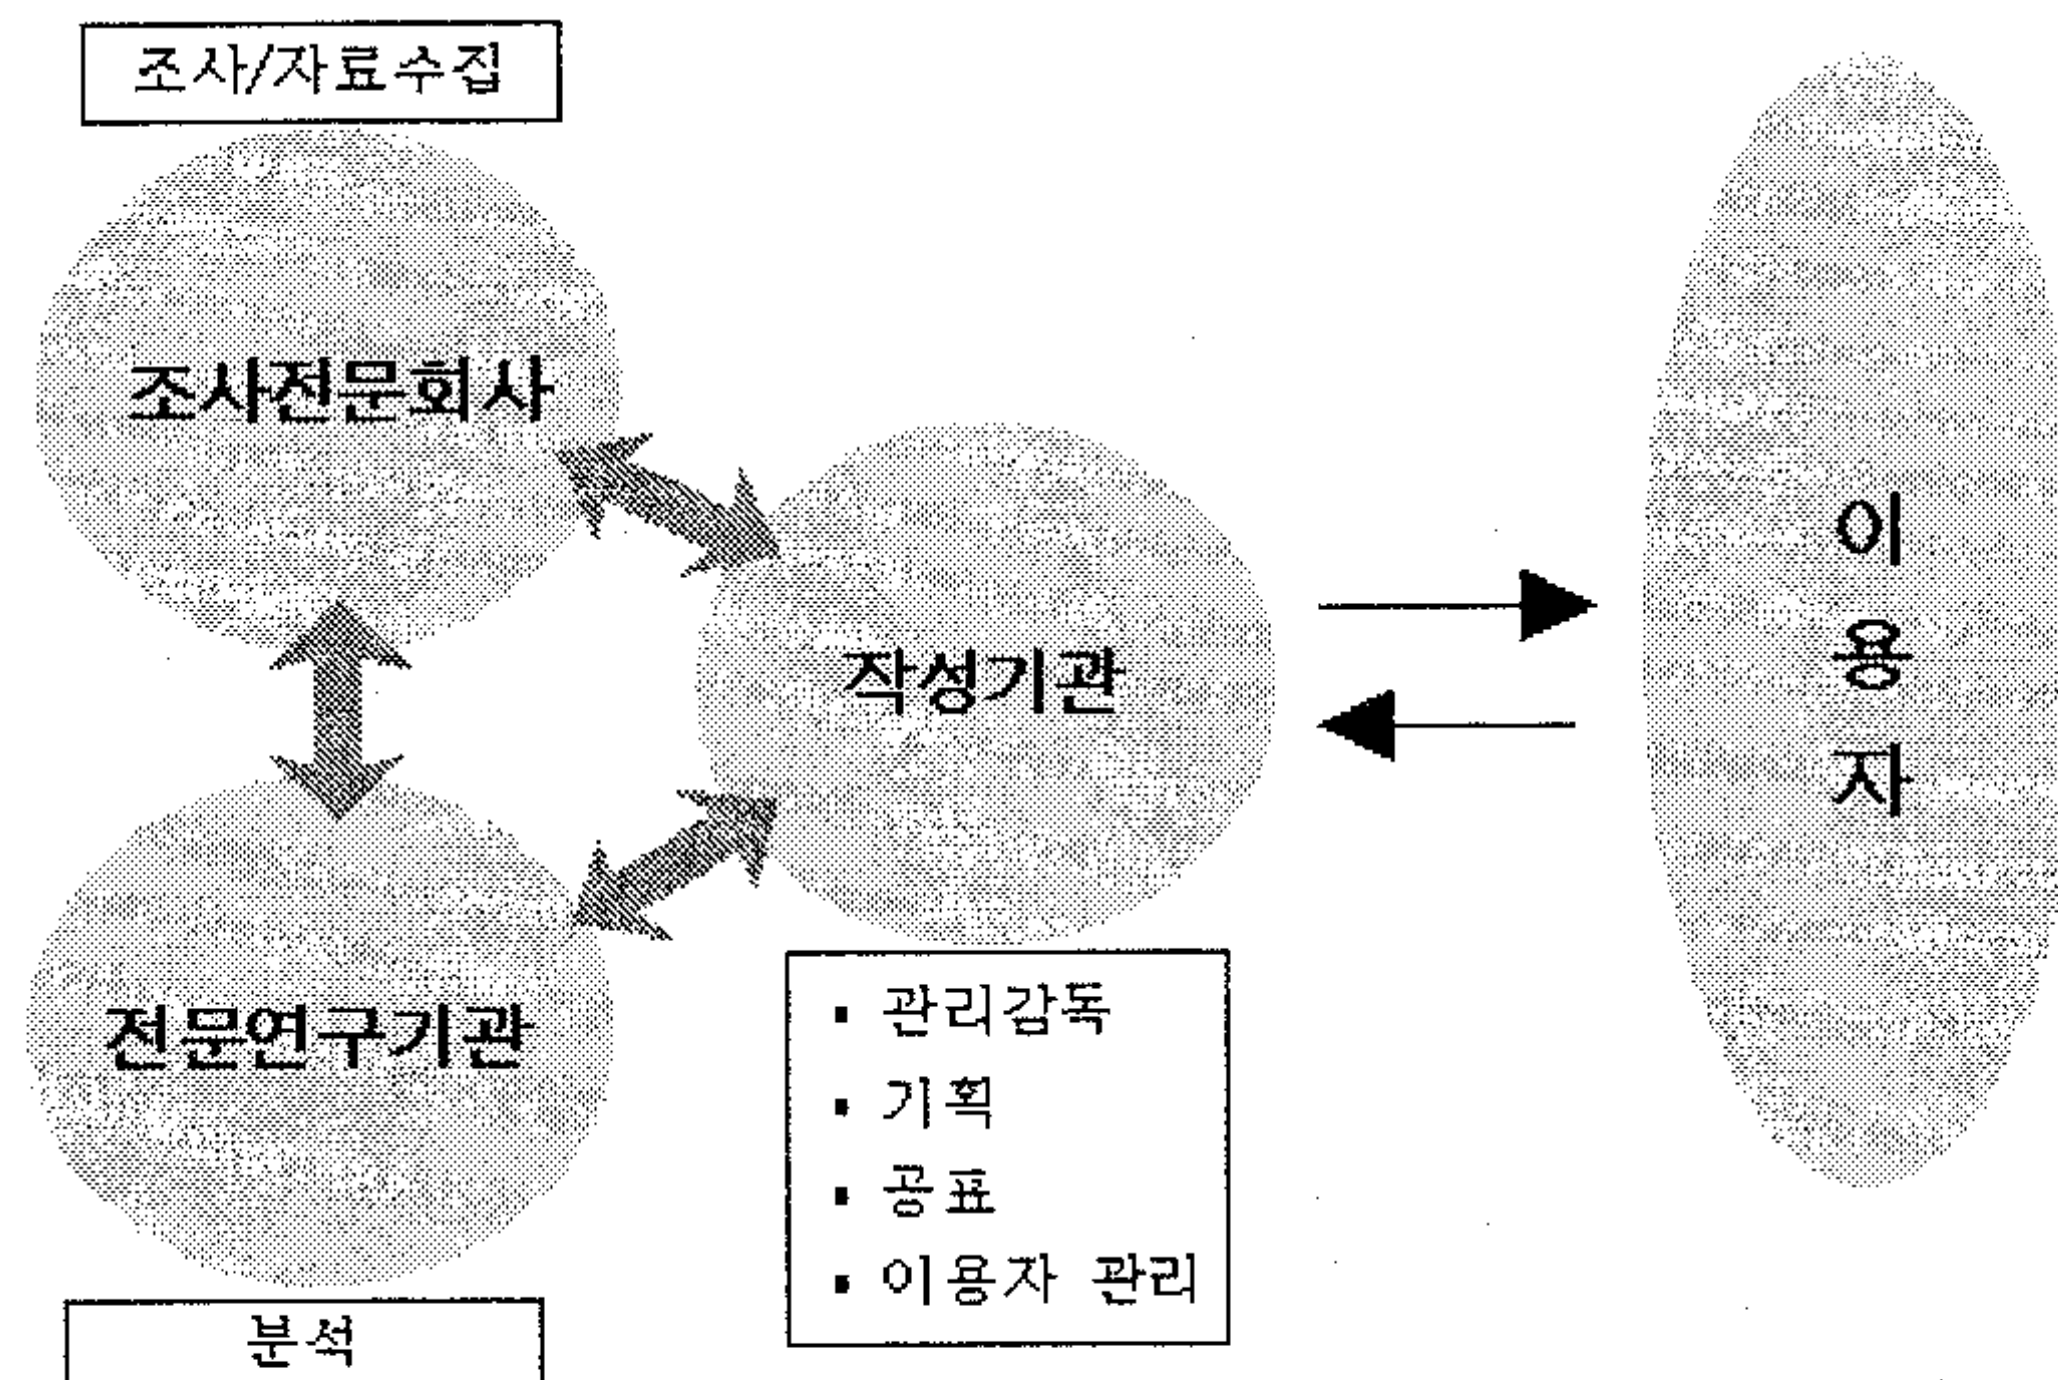 조사/자료수집
조사전문회사
작성기관
전문연구기관
분석
▪ 관리감독
▪ 기획
▪ 공표
▪ 이용자 관리
이
용
자